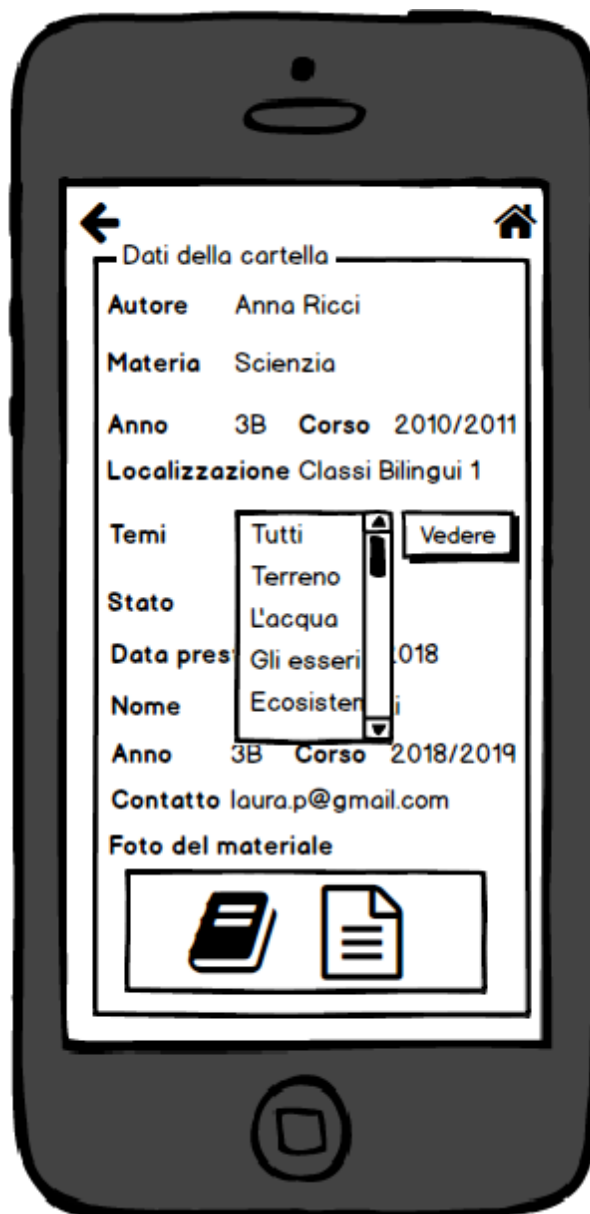 Dati della cartella
Autore Anna Ricci
Materia Scienzia
Anno 3B Corso 2010/2011
Localizzazione Classi Bilingui 1
Temi Tutti Vedere
Terreno
Stato
L'acqua
Data pres Gli esseri 018
Nome Ecosistem i
Anno 3B Corso 2018/2019
Contatto laura.p@gmail.com
Foto del materiale